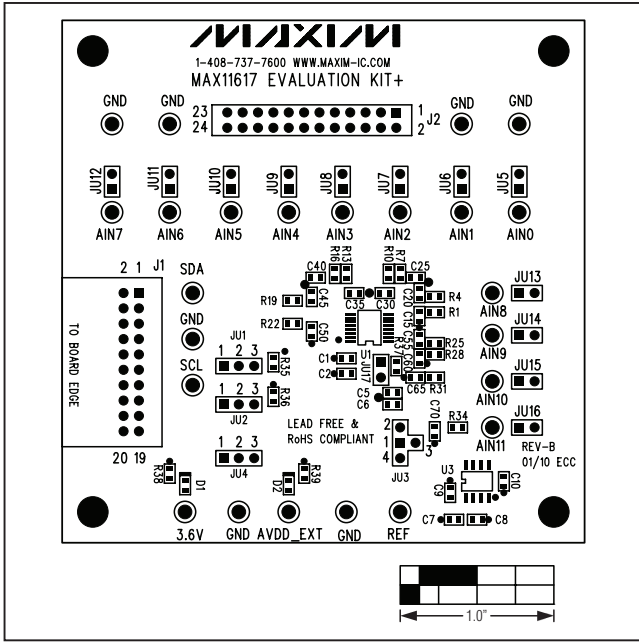 MAXIM
1-408-737-7600 WWW.MAXIM-IC.COM
MAX11617 EVALUATION KIT+
GND GND GND GND
23 1
24 2
J2
JU12 JU11 JU10 JU9 JU8 JU7 JU6 JU5
AIN7 AIN6 AIN5 AIN4 AIN3 AIN2 AIN1 AIN0
J1
2 1
TO BOARD EDGE
20 19
SDA
GND
SCL
R16 R13 R10 R7
C40 C25
R19 C45 C35 C30 C20 R4
R22 C50 C15 R1
C1 U1 R37 C55 R25
C2 JU17 C60 R28
C5 C65 R31
C6
JU13
AIN8
JU14
AIN9
JU15
AIN10
JU16
AIN11
JU1
1 2 3
R35
1 2 3
R36
JU2
1 2 3
JU4
LEAD FREE &
RoHS COMPLIANT
2
1 3
4
JU3
C70 R34
REV-B
01/10 ECC
U3
C9 C10
C7 C8
R38 D1 D2 R39
3.6V GND AVDD_EXT GND REF
1.0"